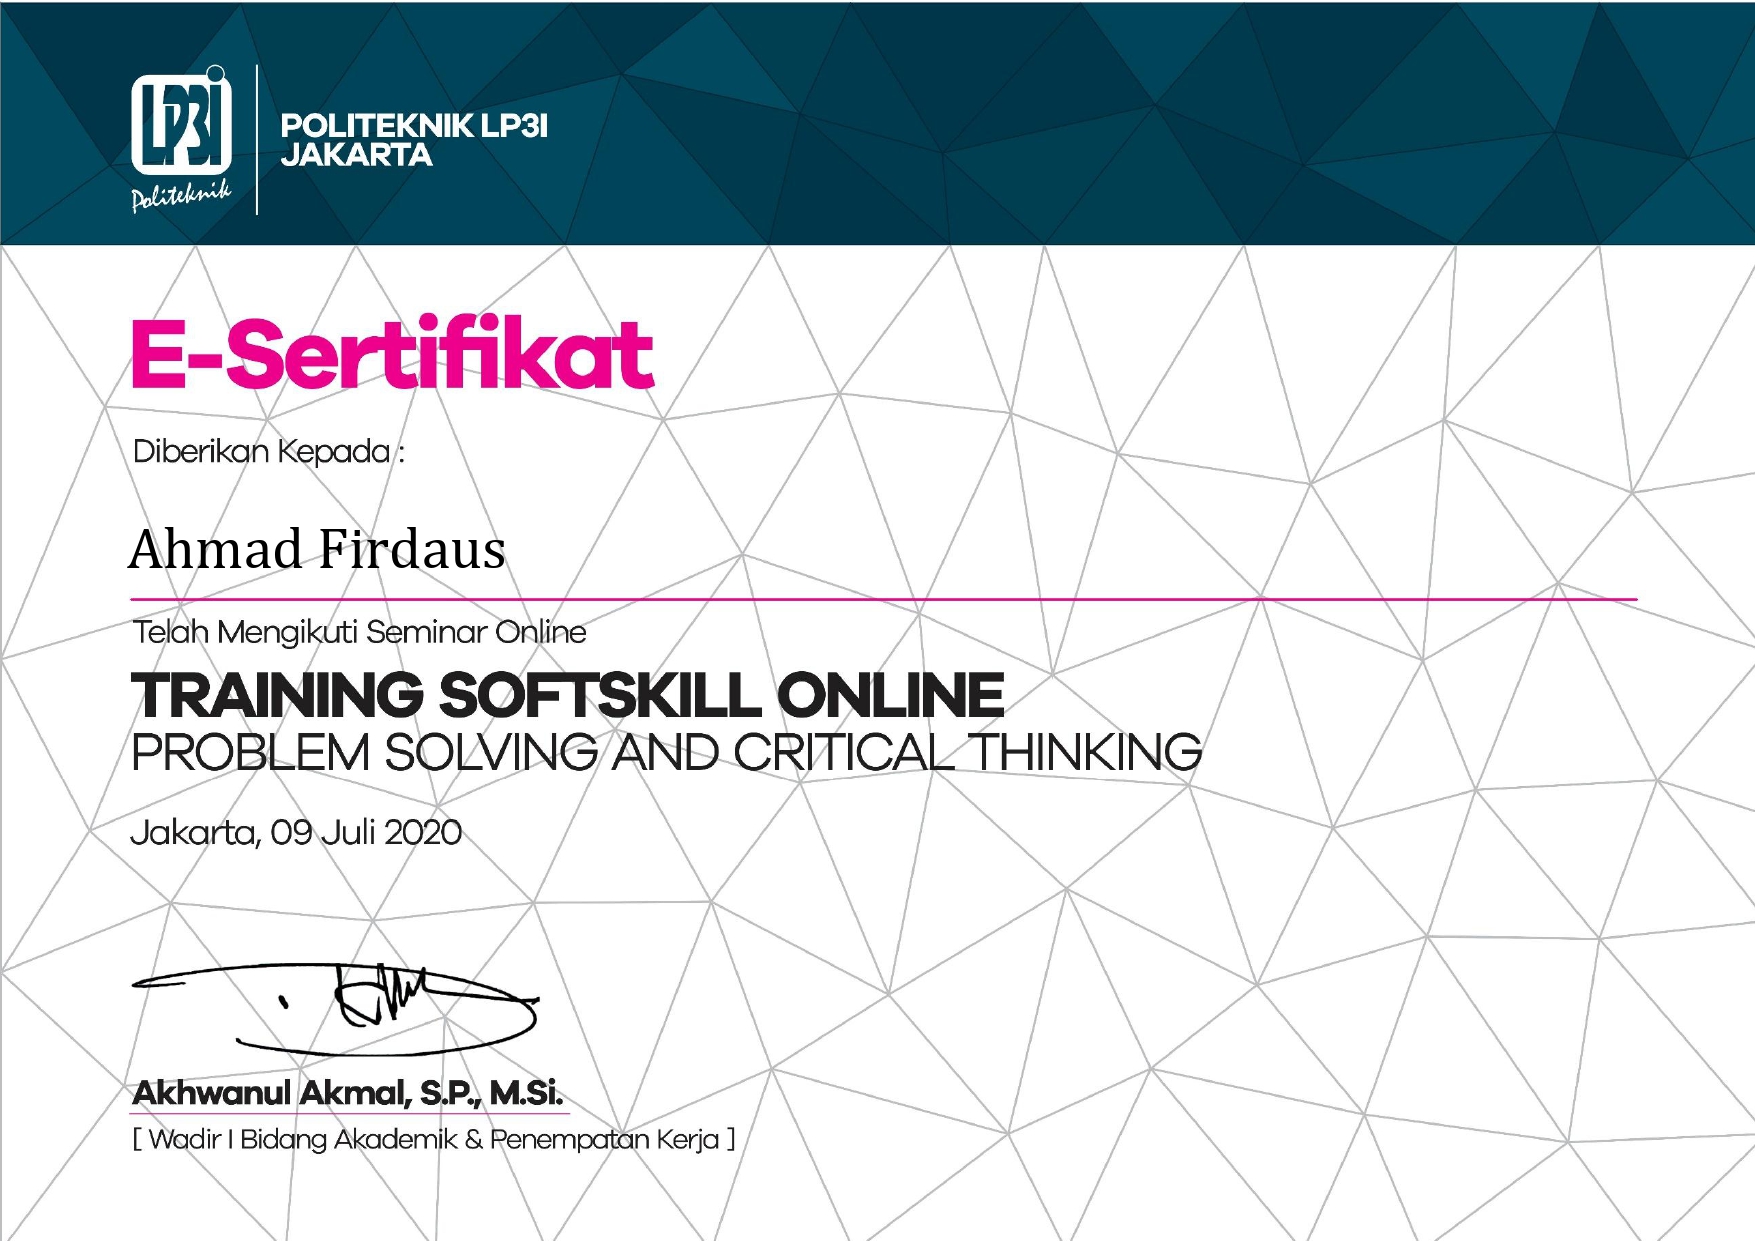 LP3I
Politeknik
POLITEKNIK LP3I
JAKARTA
E-Sertifikat
Diberikan Kepada :
Ahmad Firdaus
Telah Mengikuti Seminar Online
TRAINING SOFTSKILL ONLINE
PROBLEM SOLVING AND CRITICAL THINKING
Jakarta, 09 Juli 2020
Akhwanul Akmal, S.P., M.Si.
[ Wadir I Bidang Akademik & Penempatan Kerja ]